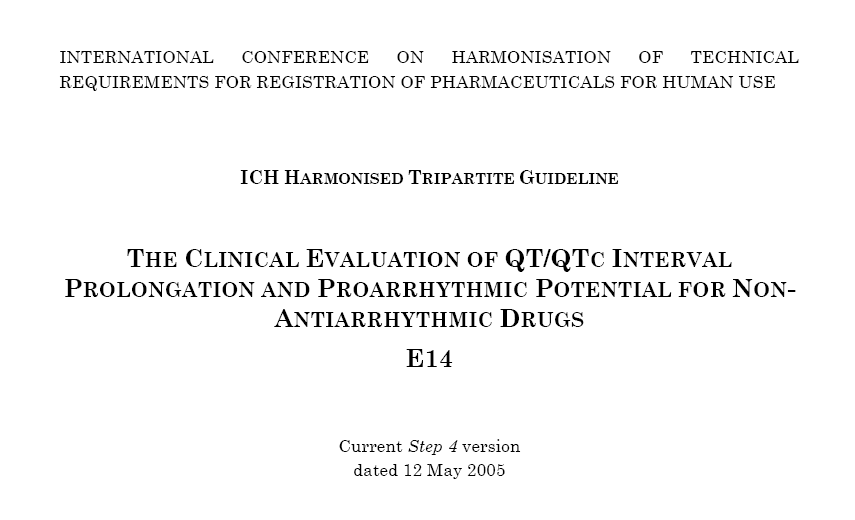 INTERNATIONAL CONFERENCE ON HARMONISATION OF TECHNICAL
REQUIREMENTS FOR REGISTRATION OF PHARMACEUTICALS FOR HUMAN USE
ICH HARMONISED TRIPARTITE GUIDELINE
THE CLINICAL EVALUATION OF QT/QTC INTERVAL
PROLONGATION AND PROARRHYTHMIC POTENTIAL FOR NON-
ANTIARRHYTHMIC DRUGS
E14
Current Step 4 version
dated 12 May 2005